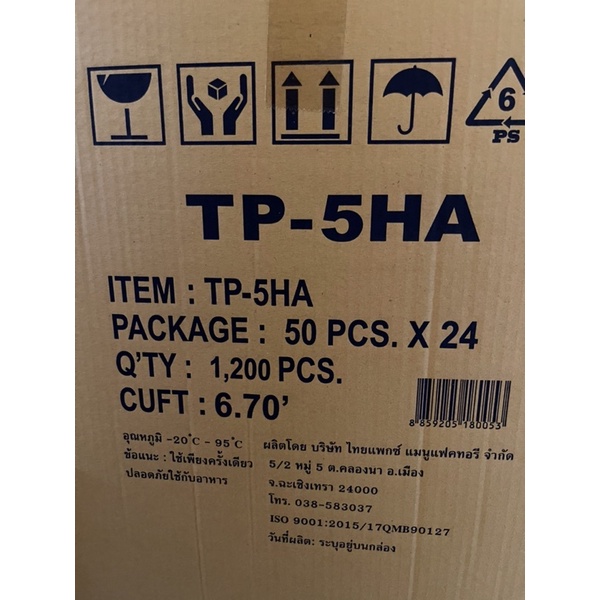 6
PS
TP-5HA
ITEM : TP-5HA
PACKAGE : 50 PCS. X 24
Q'TY : 1,200 PCS.
CUFT : 6.70'
8 859205 180053
อุณหภูมิ -20°C - 95°C
ข้อแนะ : ใช้เพียงครั้งเดียว
ปลอดภัยใช้กับอาหาร
ผลิตโดย บริษัท ไทยแพกซ์ แมนูแฟคทอรี จำกัด
5/2 หมู่ 5 ต.คลองนา อ.เมือง
จ.ฉะเชิงเทรา 24000
โทร. 038-583037
ISO 9001:2015/17QMB90127
วันที่ผลิต: ระบุอยู่บนกล่อง